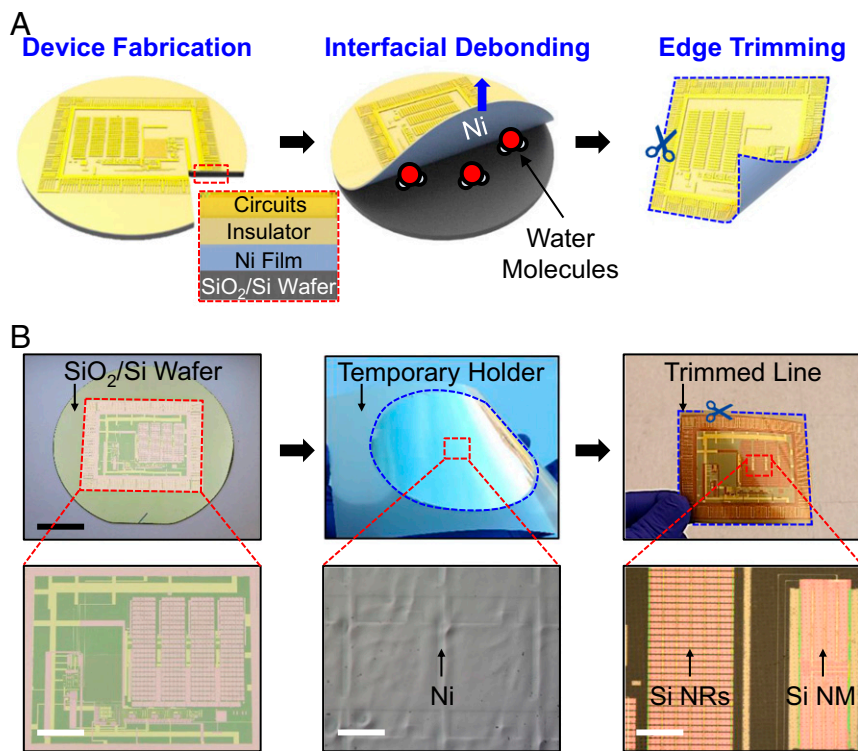 A
Device Fabrication
Interfacial Debonding
Edge Trimming
Ni
Circuits
Insulator
Ni Film
SiO₂/Si Wafer
Water
Molecules
B
SiO₂/Si Wafer
Temporary Holder
Trimmed Line
Ni
Si NRs
Si NM